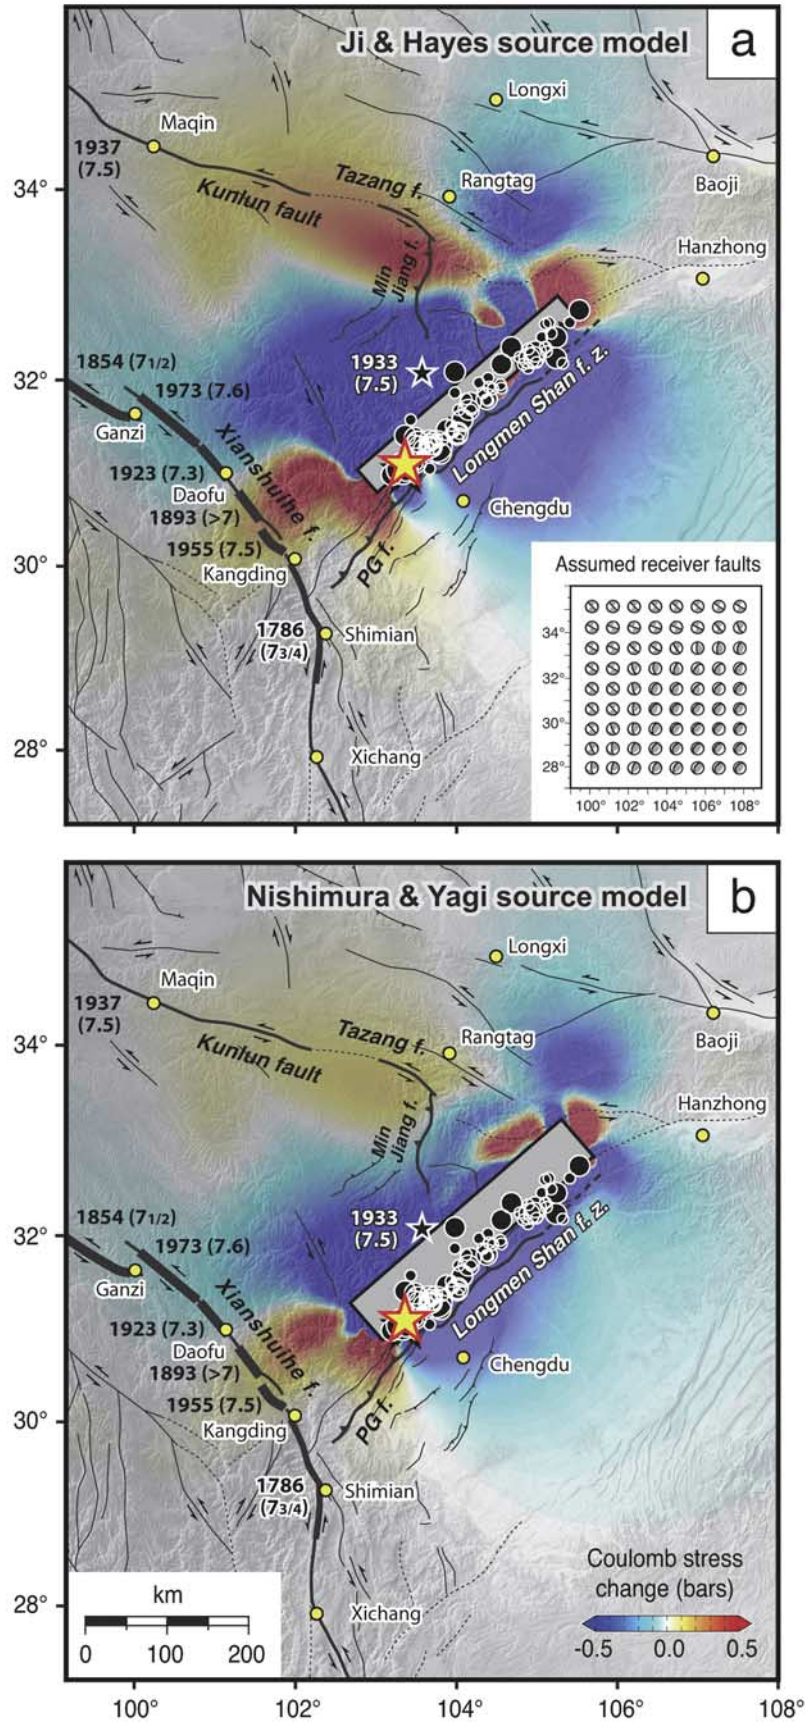 Ji & Hayes source model
a
Longxi
Maqin
1937
(7.5)
Baoji
34°
Tazang f.
Rangtag
Kunlun fault
Hanzhong
Min
Jiang f.
1933
(7.5)
1854 (71/2)
32°
1973 (7.6)
Longmen Shan f. z.
Ganzi
Xianshuihe f.
1923 (7.3)
Daofu
1893 (>7)
Chengdu
1955 (7.5)
30°
Kangding
PG f.
1786
(73/4)
Shimian
28°
Xichang
Assumed receiver faults
34°
32°
30°
28°
100° 102° 104° 106° 108°
Nishimura & Yagi source model
b
Longxi
Maqin
1937
(7.5)
Baoji
34°
Tazang f.
Rangtag
Kunlun fault
Hanzhong
Min
Jiang f.
1933
(7.5)
1854 (71/2)
32°
1973 (7.6)
Longmen Shan f. z.
Ganzi
Xianshuihe f.
1923 (7.3)
Daofu
1893 (>7)
Chengdu
1955 (7.5)
30°
Kangding
PG f.
1786
(73/4)
Shimian
28°
Xichang
km
0 100 200
Coulomb stress
change (bars)
-0.5 0.0 0.5
100° 102° 104° 106° 108°